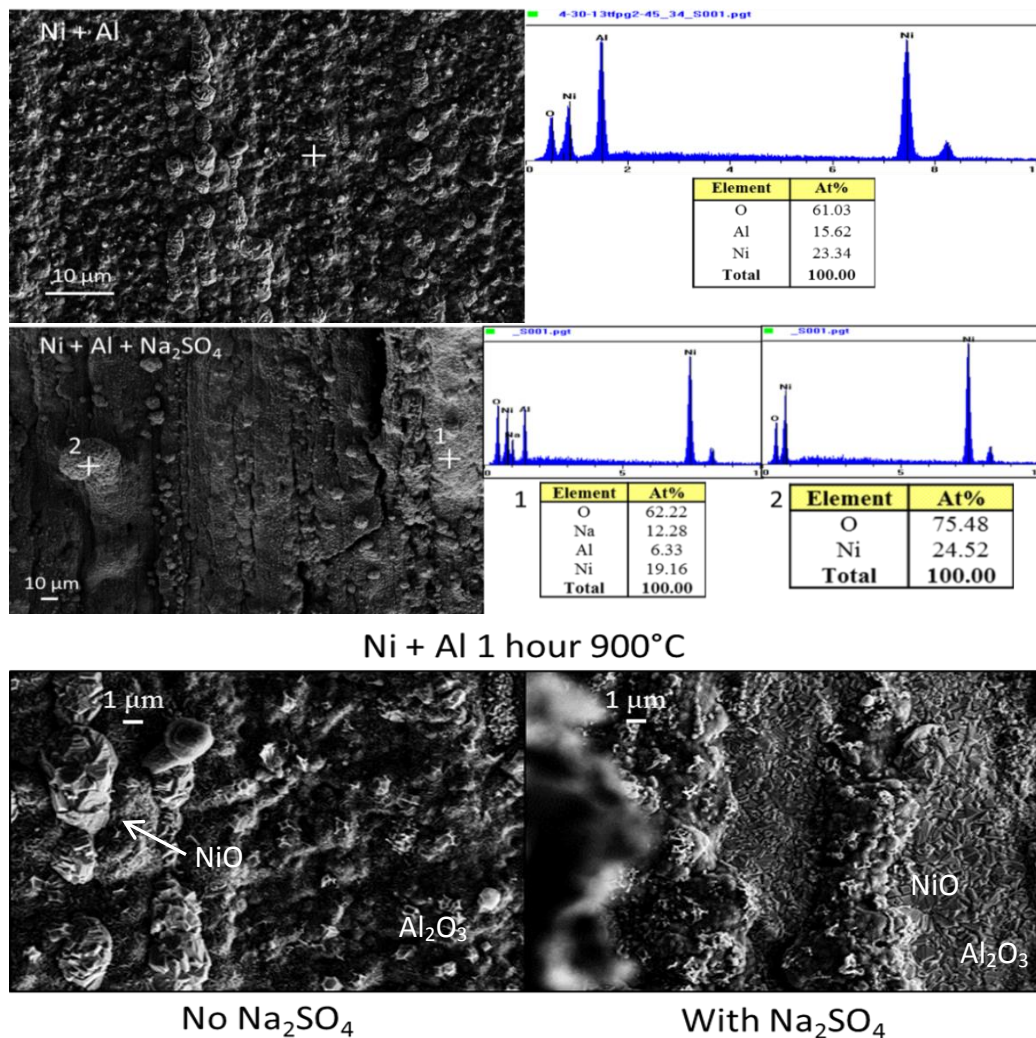 Ni + Al
10 µm
4-30-13tfpg2-45_34_S001.pgt
O
Ni
Al
Ni
0 2 4 6 8 1
Element At%
O 61.03
Al 15.62
Ni 23.34
Total 100.00
Ni + Al + Na₂SO₄
2
1
10 µm
_S001.pgt
O
Ni
Na
Al
Ni
0 5 1
1
Element At%
O 62.22
Na 12.28
Al 6.33
Ni 19.16
Total 100.00
_S001.pgt
O
Ni
Ni
0 5 10
2
Element At%
O 75.48
Ni 24.52
Total 100.00
Ni + Al 1 hour 900°C
1 µm
NiO
Al₂O₃
1 µm
NiO
Al₂O₃
No Na₂SO₄
With Na₂SO₄